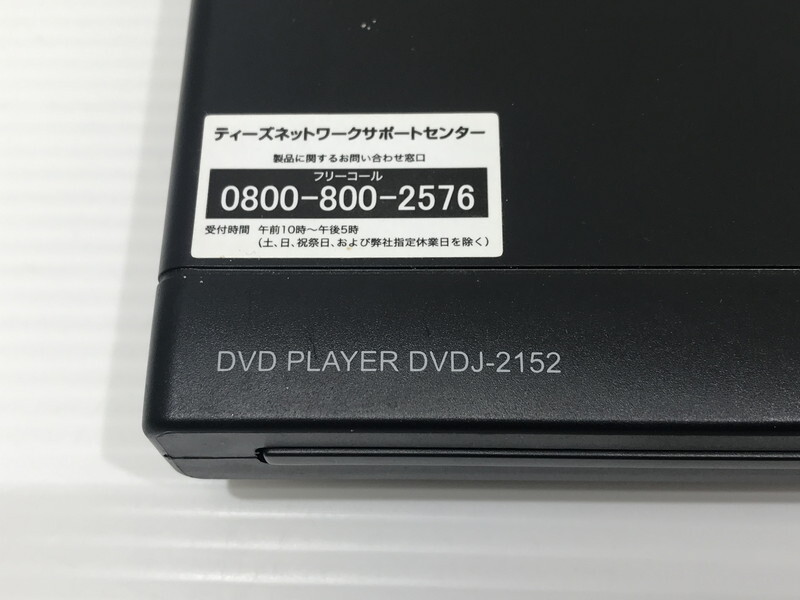 ティーズネットワークサポートセンター
製品に関するお問い合わせ窓口
フリーコール
0800-800-2576
受付時間 午前10時～午後5時
(土、日、祝祭日、および弊社指定休業日を除く)
DVD PLAYER DVDJ-2152